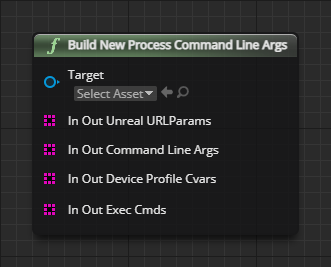 f Build New Process Command Line Args
Target
Select Asset
In Out Unreal URLParams
In Out Command Line Args
In Out Device Profile Cvars
In Out Exec Cmds